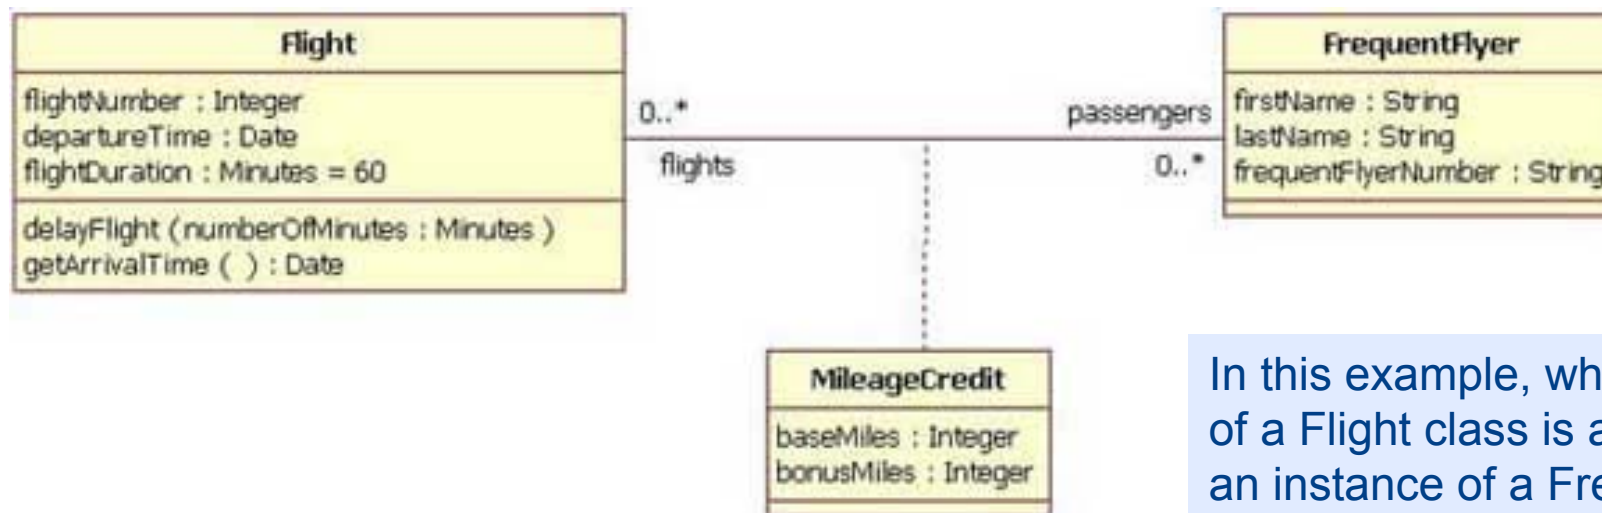 Flight
flightNumber : Integer
departureTime : Date
flightDuration : Minutes = 60
delayFlight ( numberOfMinutes : Minutes )
getArrivalTime ( ) : Date
0..*
flights
passengers
0..*
FrequentFlyer
firstName : String
lastName : String
frequentFlyerNumber : String
MileageCredit
baseMiles : Integer
bonusMiles : Integer
In this example, wh
of a Flight class is a
an instance of a Fre